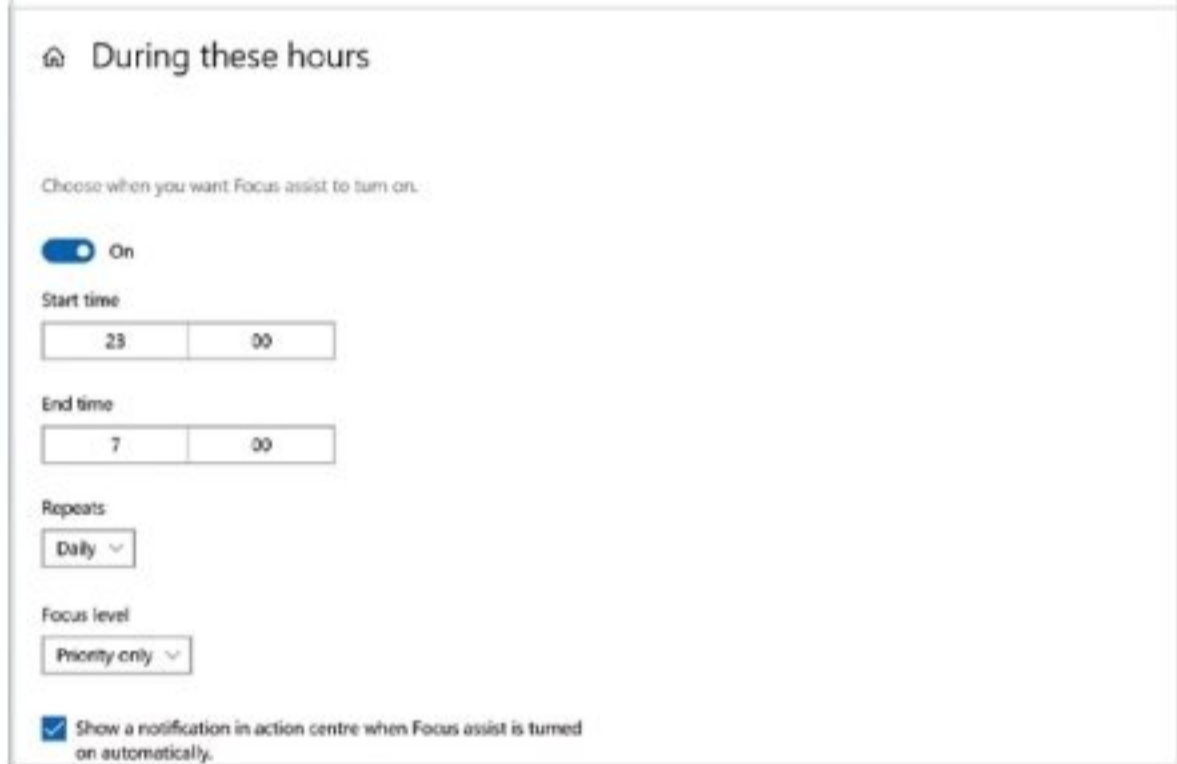 During these hours
Choose when you want Focus assist to turn on.
On
Start time
23 00
End time
7 00
Repeats
Daily
Focus level
Priority only
Show a notification in action centre when Focus assist is turned
on automatically.